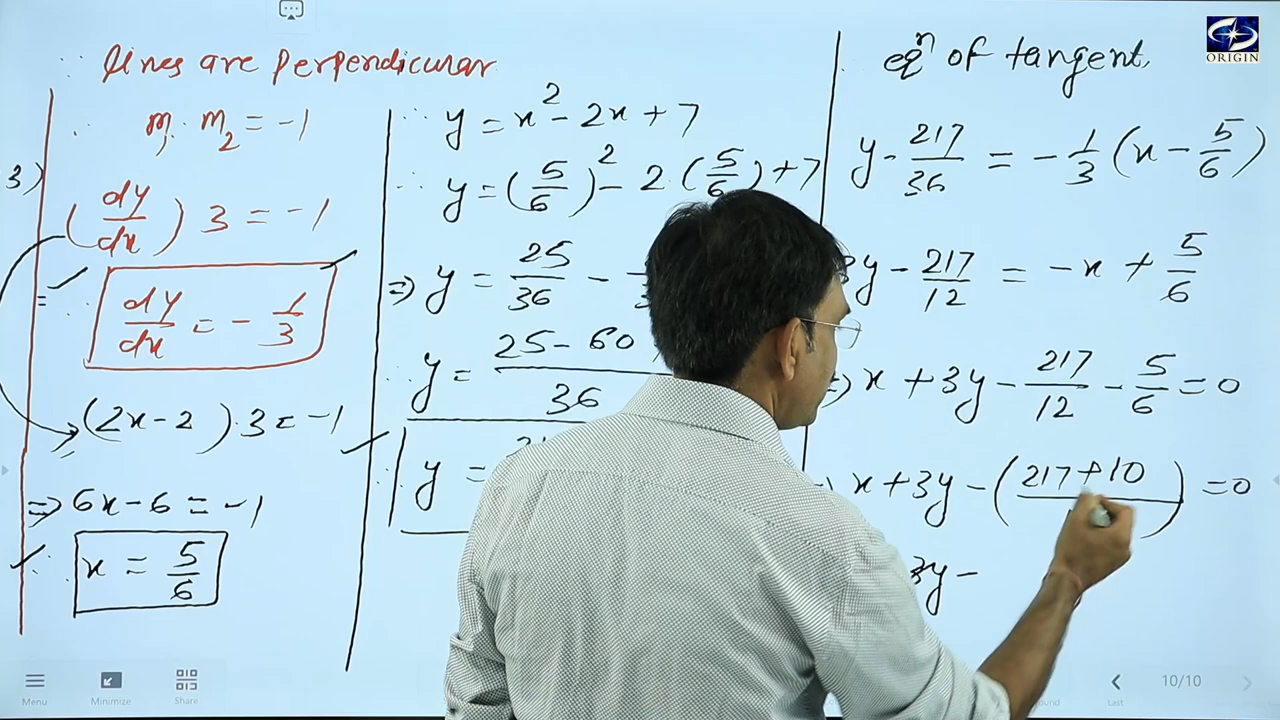 ∴ lines are perpendicular
∴ m₁ · m₂ = -1
3)
(dy/dx) 3 = -1
∴ dy/dx = - 1/3
(2x-2)·3 = -1
⇒ 6x-6 = -1
∴ x = 5/6
∴ y = x² - 2x + 7
∴ y = (5/6)² - 2·(5/6) + 7
⇒ y = 25/36 -
∴ y = 25 - 60 / 36
∴ y =
eqⁿ of tangent,
y - 217/36 = - 1/3 (x - 5/6)
3y - 217/12 = -x + 5/6
⇒ x + 3y - 217/12 - 5/6 = 0
⇒ x + 3y - (217+10) = 0
3y -
ORIGIN
Menu
Minimize
Share
Last
10/10